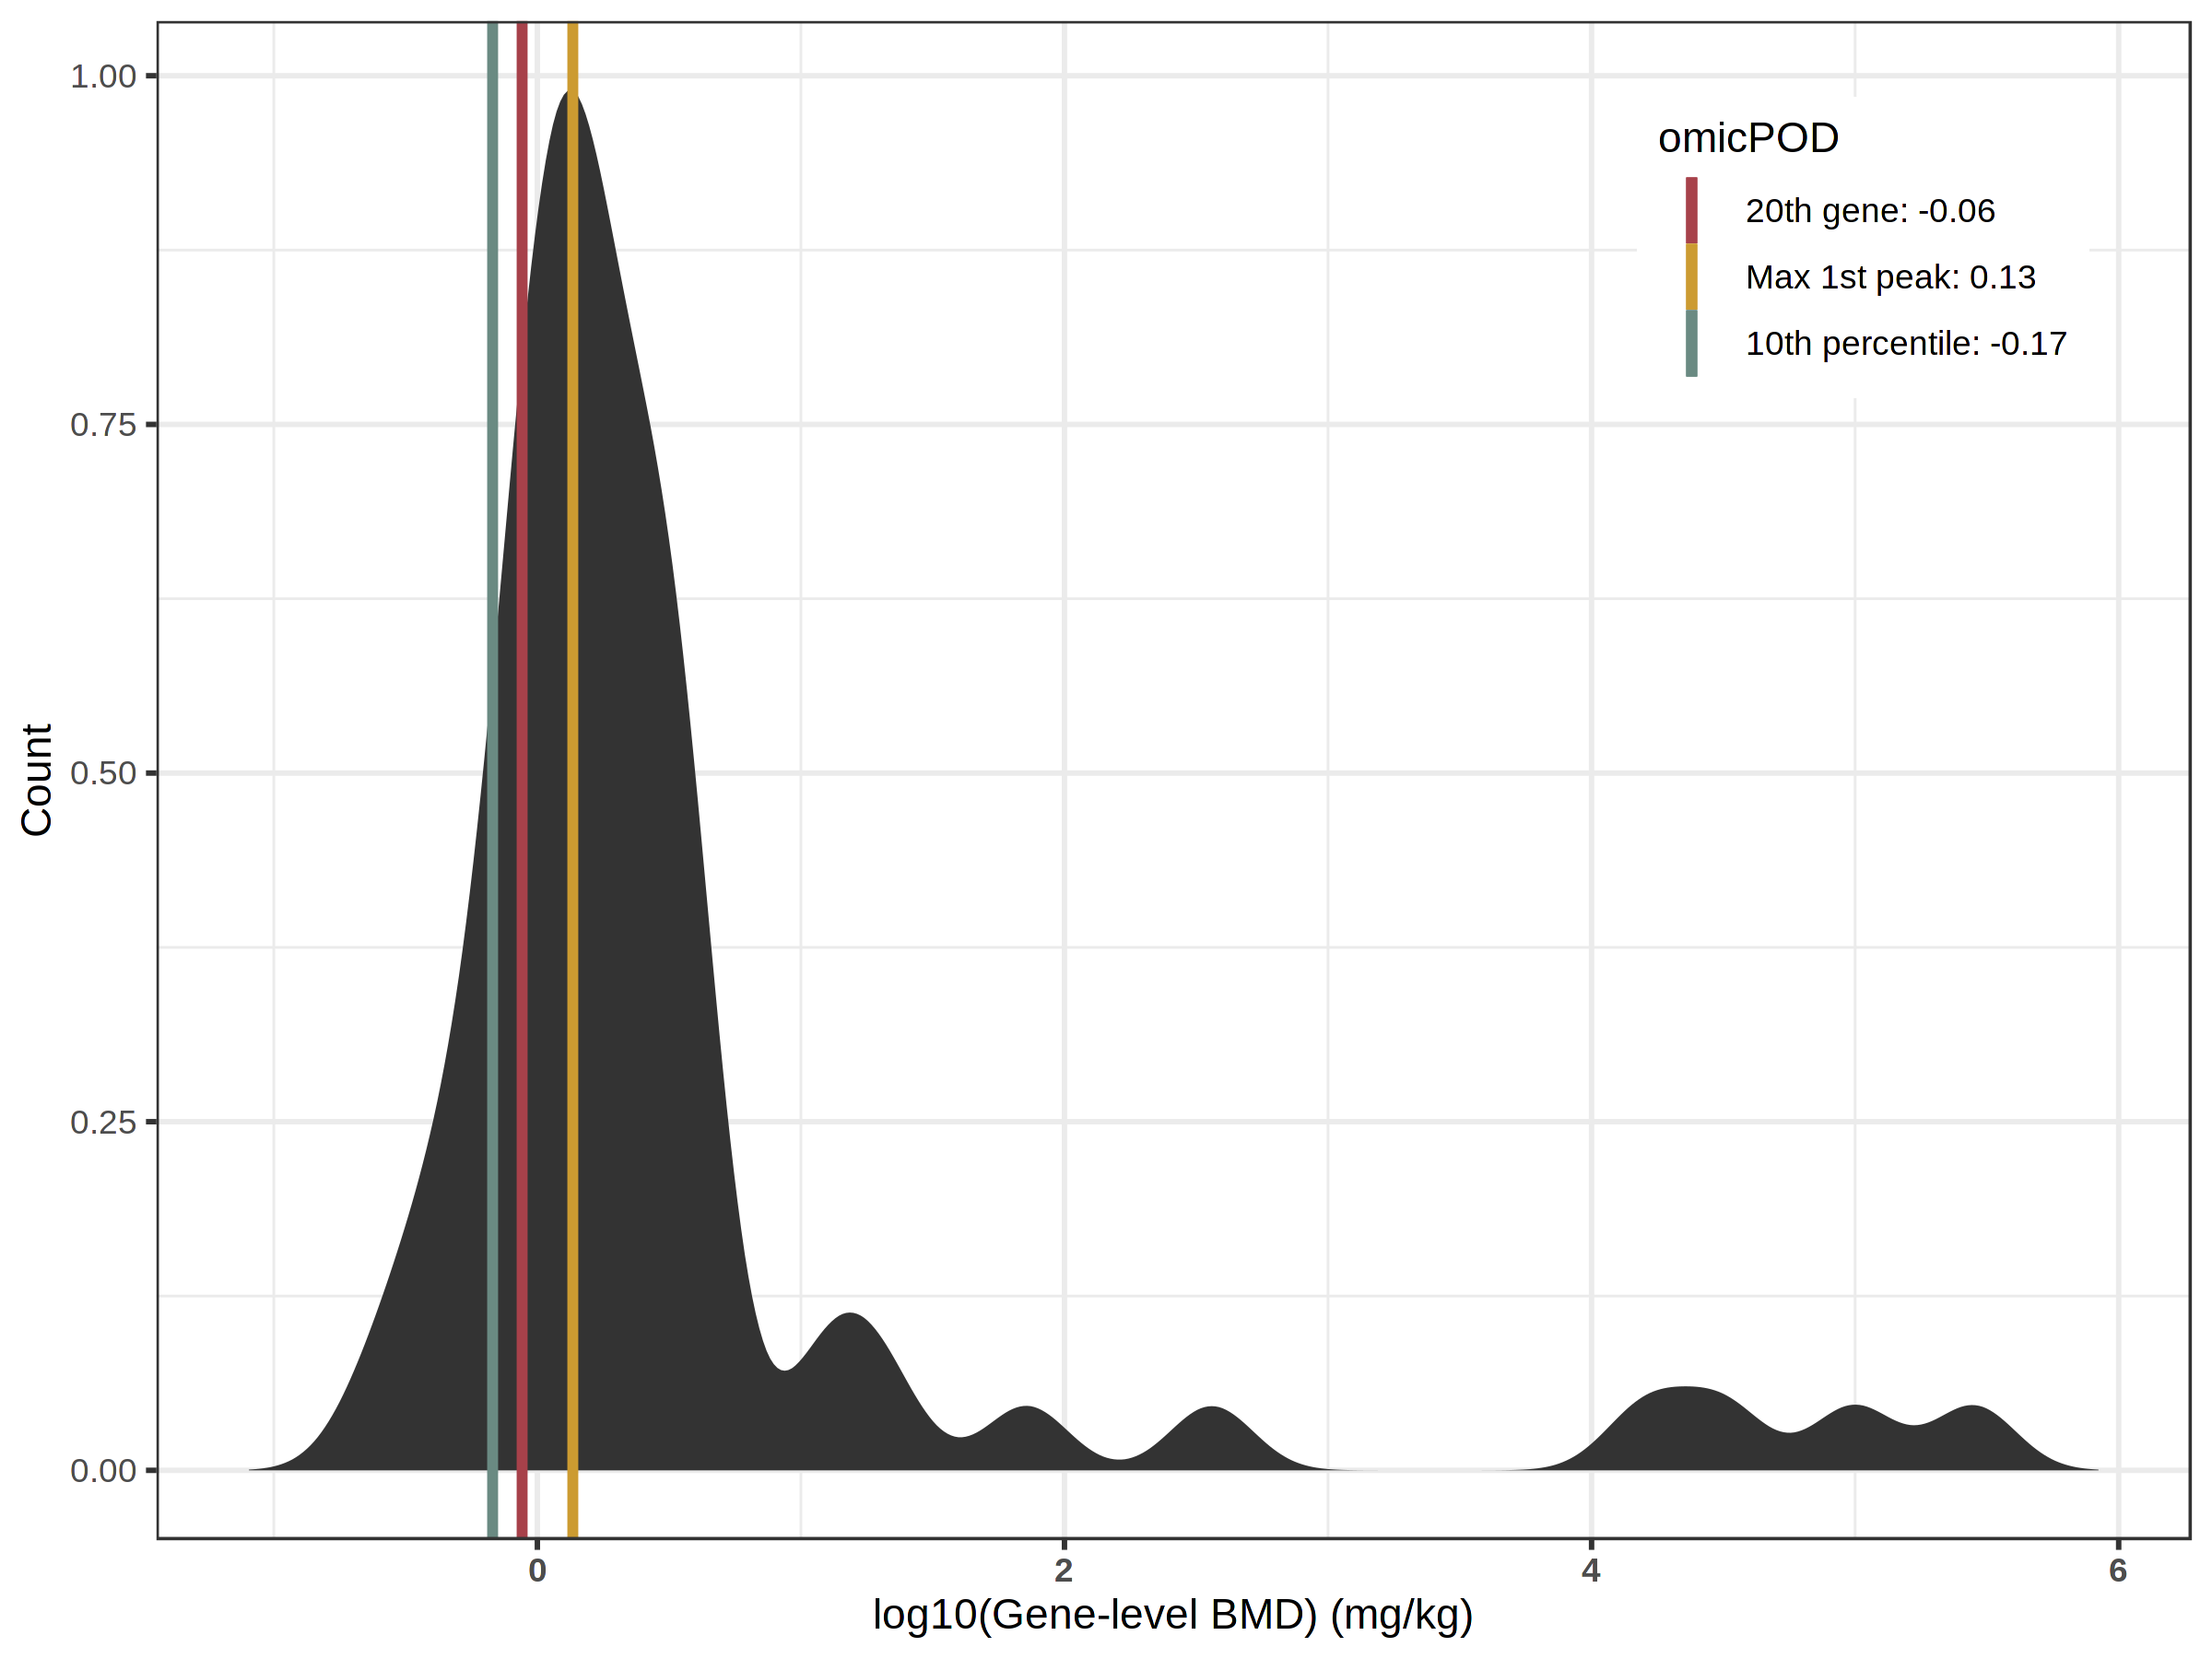 omicPOD
20th gene: -0.06
Max 1st peak: 0.13
10th percentile: -0.17
1.00
0.75
0.50
0.25
0.00
Count
0 2 4 6
log10(Gene-level BMD) (mg/kg)